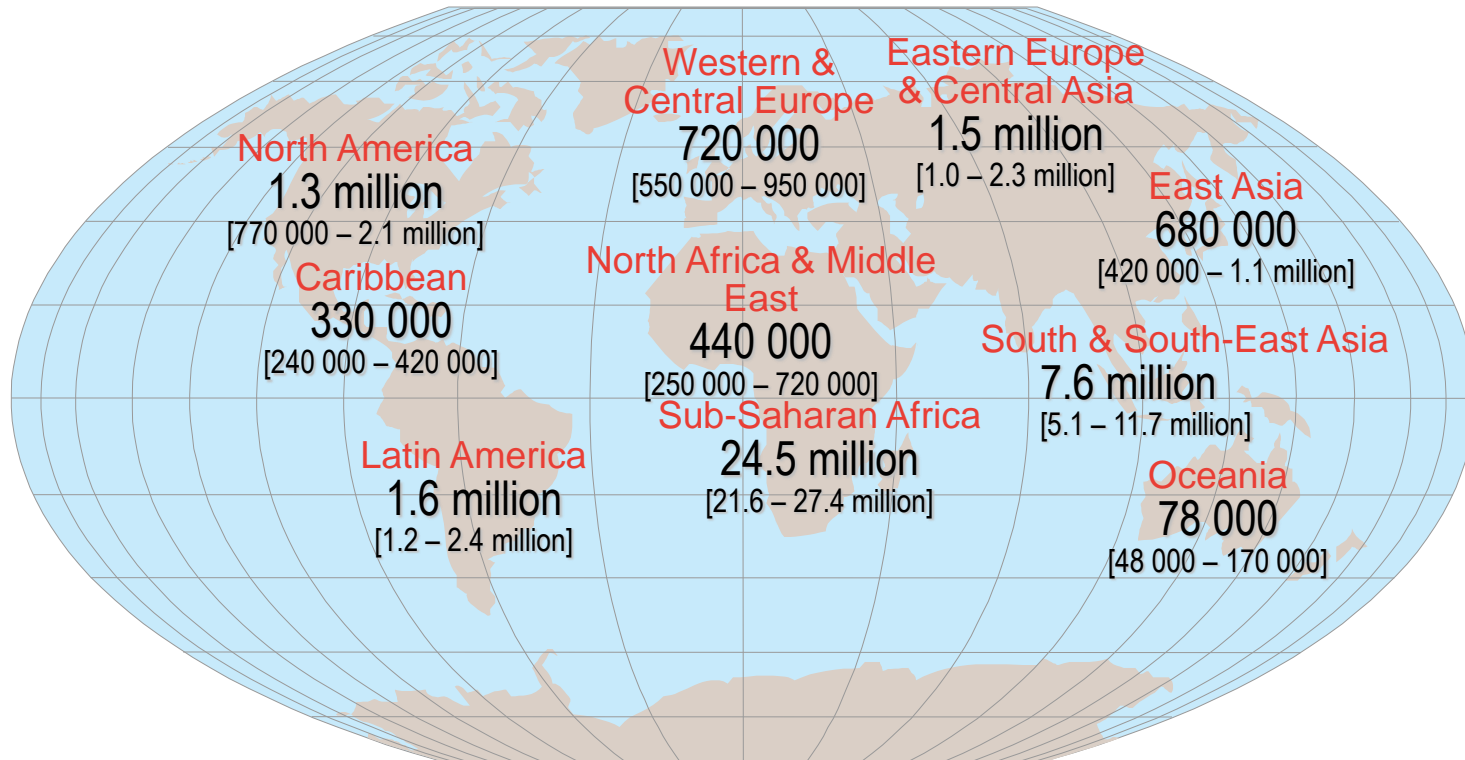 Western &
Central Europe
720 000
[550 000 – 950 000]
Eastern Europe
& Central Asia
1.5 million
[1.0 – 2.3 million]
North America
1.3 million
[770 000 – 2.1 million]
East Asia
680 000
[420 000 – 1.1 million]
Caribbean
330 000
[240 000 – 420 000]
North Africa & Middle
East
440 000
[250 000 – 720 000]
South & South-East Asia
7.6 million
[5.1 – 11.7 million]
Sub-Saharan Africa
24.5 million
[21.6 – 27.4 million]
Latin America
1.6 million
[1.2 – 2.4 million]
Oceania
78 000
[48 000 – 170 000]